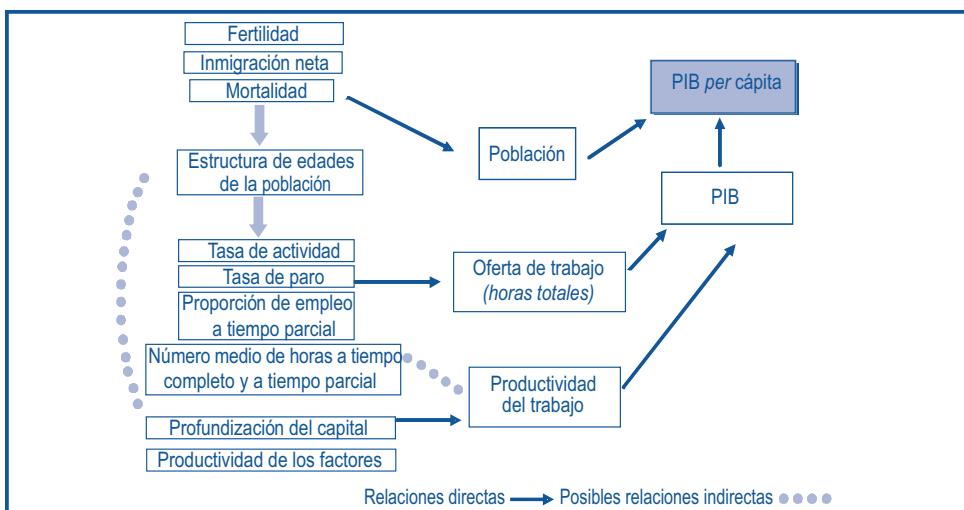 Fertilidad
Inmigración neta
Mortalidad
PIB per cápita
Estructura de edades
de la población
Población
PIB
Tasa de actividad
Tasa de paro
Proporción de empleo
a tiempo parcial
Número medio de horas a tiempo
completo y a tiempo parcial
Oferta de trabajo
(horas totales)
Productividad
del trabajo
Profundización del capital
Productividad de los factores
Relaciones directas
Posibles relaciones indirectas